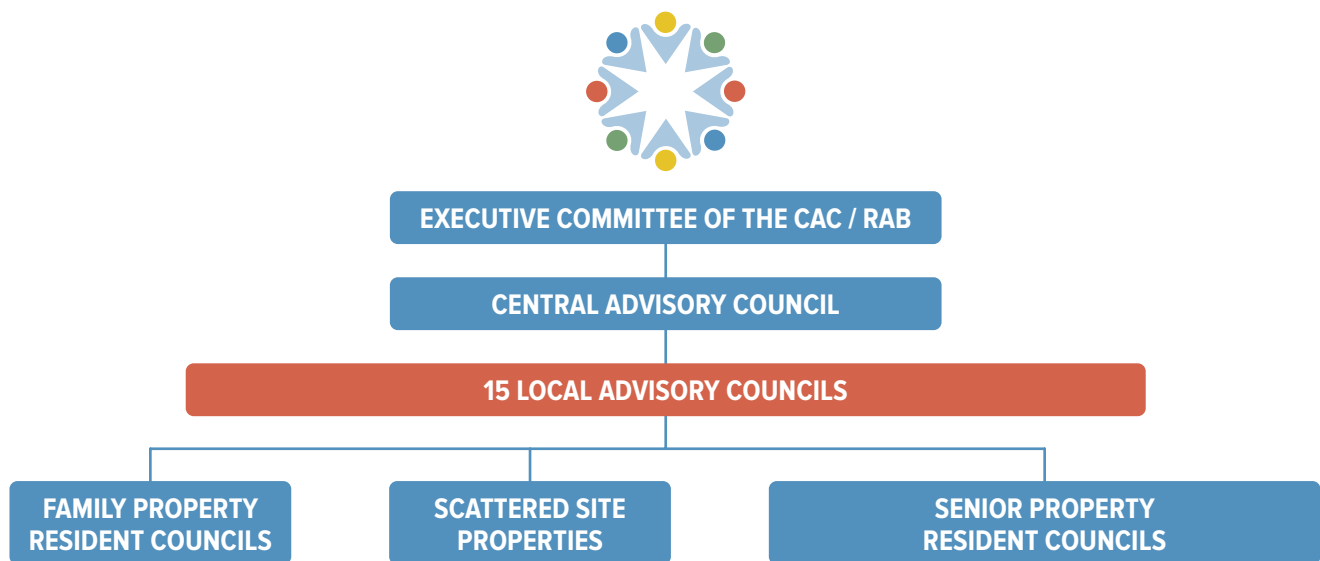 EXECUTIVE COMMITTEE OF THE CAC / RAB
CENTRAL ADVISORY COUNCIL
15 LOCAL ADVISORY COUNCILS
FAMILY PROPERTY
RESIDENT COUNCILS
SCATTERED SITE
PROPERTIES
SENIOR PROPERTY
RESIDENT COUNCILS